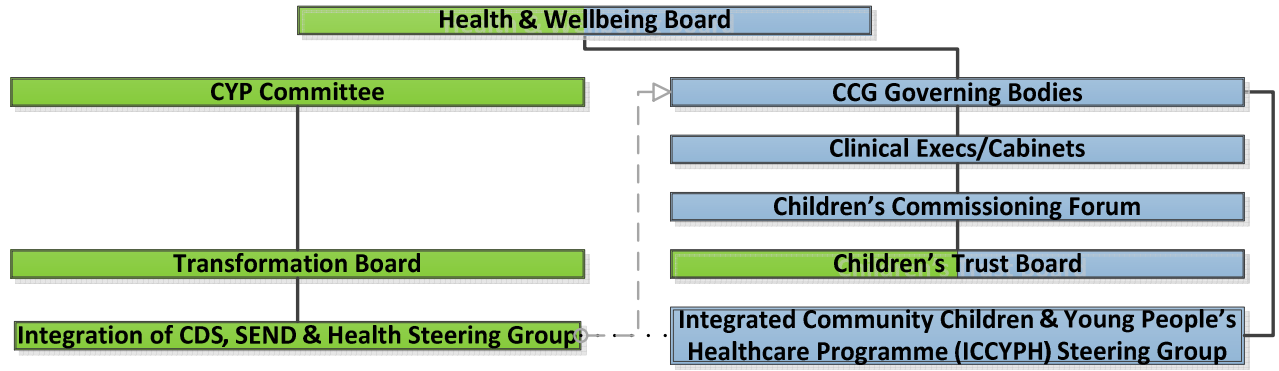 Health & Wellbeing Board
CYP Committee
CCG Governing Bodies
Clinical Execs/Cabinets
Children’s Commissioning Forum
Transformation Board
Children’s Trust Board
Integration of CDS, SEND & Health Steering Group
Integrated Community Children & Young People’s
Healthcare Programme (ICCYPH) Steering Group